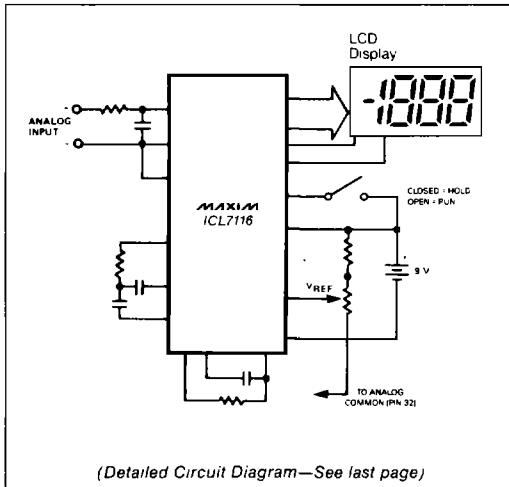 LCD
Display
-1888
ANALOG
INPUT
MAXIM
ICL7116
CLOSED = HOLD
OPEN = RUN
9 V
VREF
TO ANALOG
COMMON (PIN 32)
(Detailed Circuit Diagram—See last page)